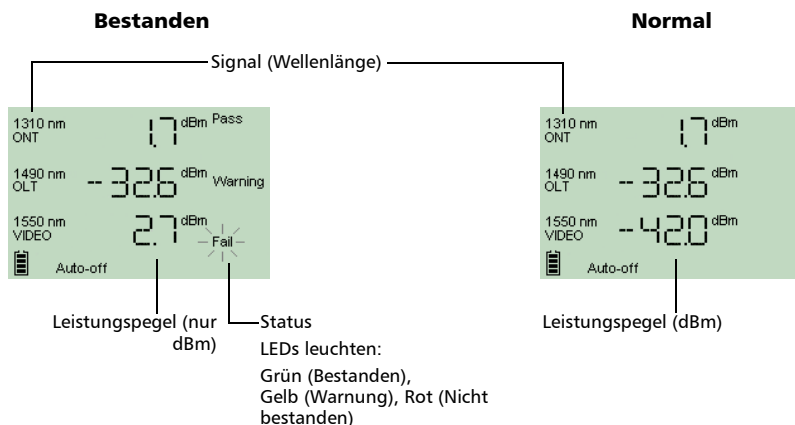 Bestanden
Normal
Signal (Wellenlänge)
1310 nm
ONT
1.7 dBm Pass
1490 nm
OLT
--32.6 dBm Warning
1550 nm
VIDEO
2.7 dBm
Fail
Auto-off
1310 nm
ONT
1.7 dBm
1490 nm
OLT
--32.6 dBm
1550 nm
VIDEO
--42.0 dBm
Auto-off
Leistungspegel (nur
dBm)
Status
LEDs leuchten:
Grün (Bestanden),
Gelb (Warnung), Rot (Nicht
bestanden)
Leistungspegel (dBm)